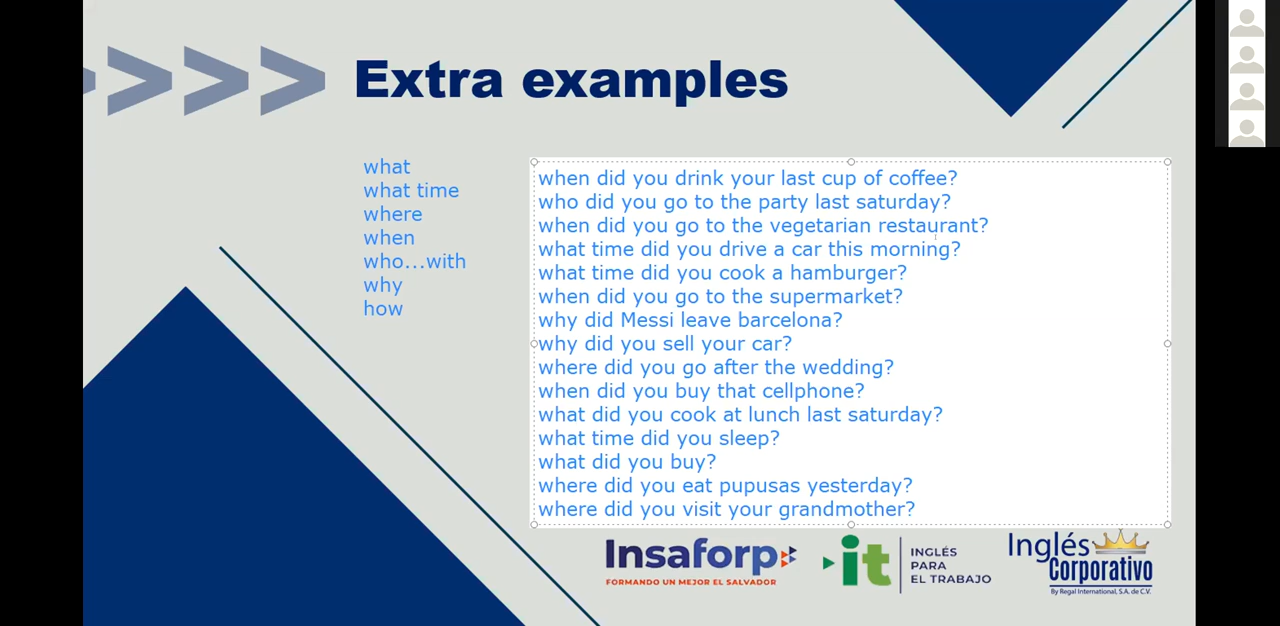 Extra examples
what
what time
where
when
who...with
why
how
when did you drink your last cup of coffee?
who did you go to the party last saturday?
when did you go to the vegetarian restaurant?
what time did you drive a car this morning?
what time did you cook a hamburger?
when did you go to the supermarket?
why did Messi leave barcelona?
why did you sell your car?
where did you go after the wedding?
when did you buy that cellphone?
what did you cook at lunch last saturday?
what time did you sleep?
what did you buy?
where did you eat pupusas yesterday?
where did you visit your grandmother?
Insaforp
FORMANDO UN MEJOR EL SALVADOR
it
INGLÉS
PARA
EL TRABAJO
Inglés
Corporativo
By Regal International, S.A. de C.V.